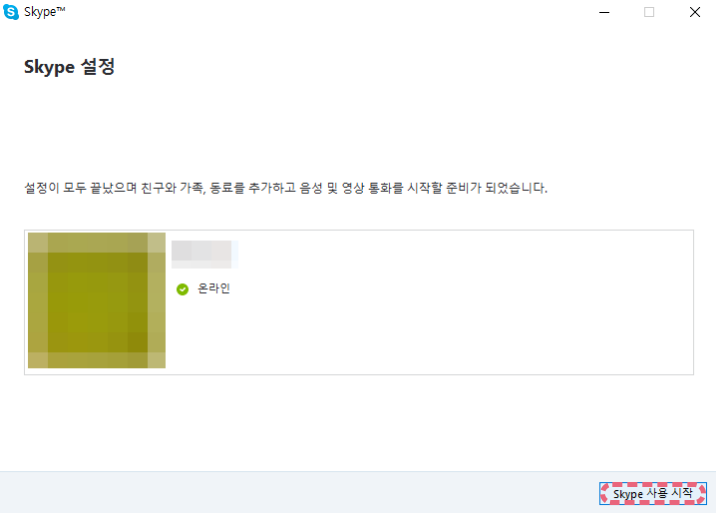 Skype™
Skype 설정
설정이 모두 끝났으며 친구와 가족, 동료를 추가하고 음성 및 영상 통화를 시작할 준비가 되었습니다.
온라인
Skype 사용 시작